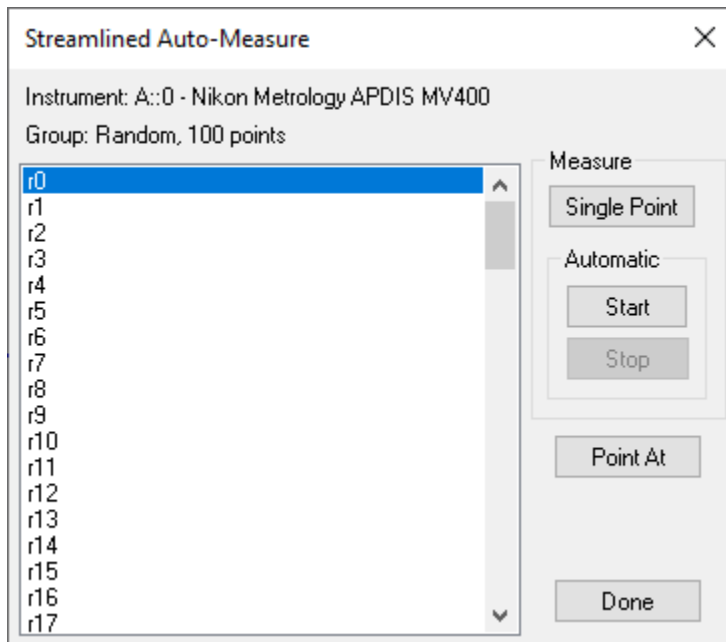 Streamlined Auto-Measure
Instrument: A::0 - Nikon Metrology APDIS MV400
Group: Random, 100 points
r0
r1
r2
r3
r4
r5
r6
r7
r8
r9
r10
r11
r12
r13
r14
r15
r16
r17
Measure
Single Point
Automatic
Start
Stop
Point At
Done